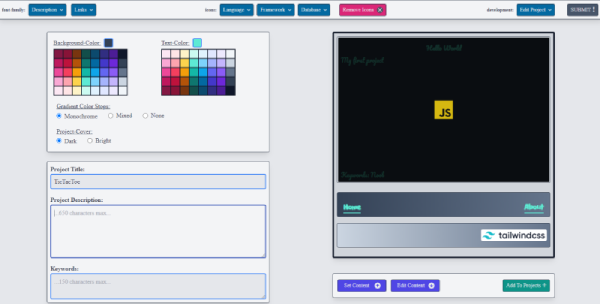 font-family: Description Links icons: Language Framework Database Remove Icons development: Edit Project SUBMIT
Background Color:
Text Color:
Gradient Color Stops:
Monochrome Mixed None
Project Cover:
Dark Bright
Project Title:
TicTacToe
Project Description:
..650 characters max...
Keywords:
...150 characters max...
Hello World
My first project
JS
Keywords: Text
Home About
tailwindcss
Set Content Edit Content Add To Projects